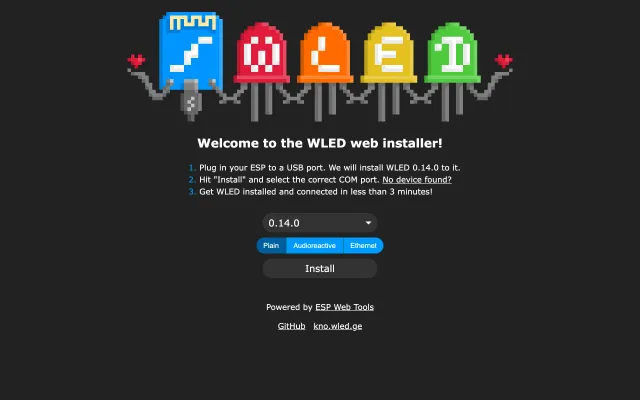 WLED
Welcome to the WLED web installer!
1. Plug in your ESP to a USB port. We will install WLED 0.14.0 to it.
2. Hit "Install" and select the correct COM port. No device found?
3. Get WLED installed and connected in less than 3 minutes!
0.14.0
Plain Audioreactive Ethernet
Install
Powered by ESP Web Tools
GitHub kno.wled.ge